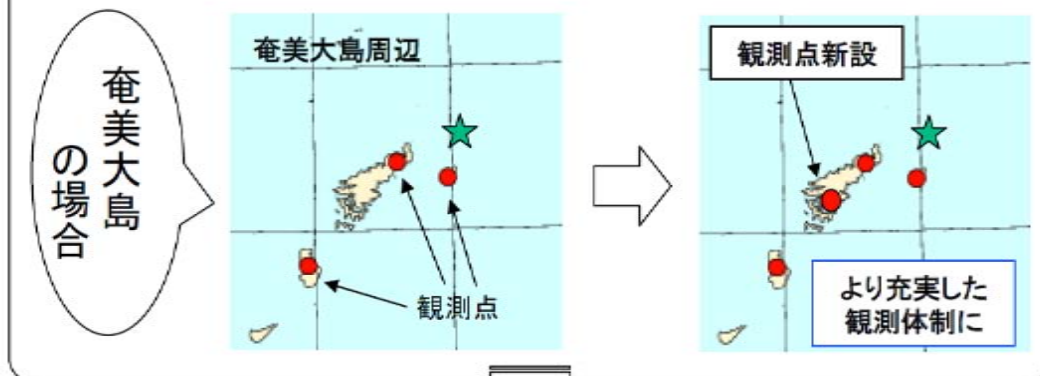 奄美大島
の場合
奄美大島周辺
観測点
観測点新設
より充実した
観測体制に